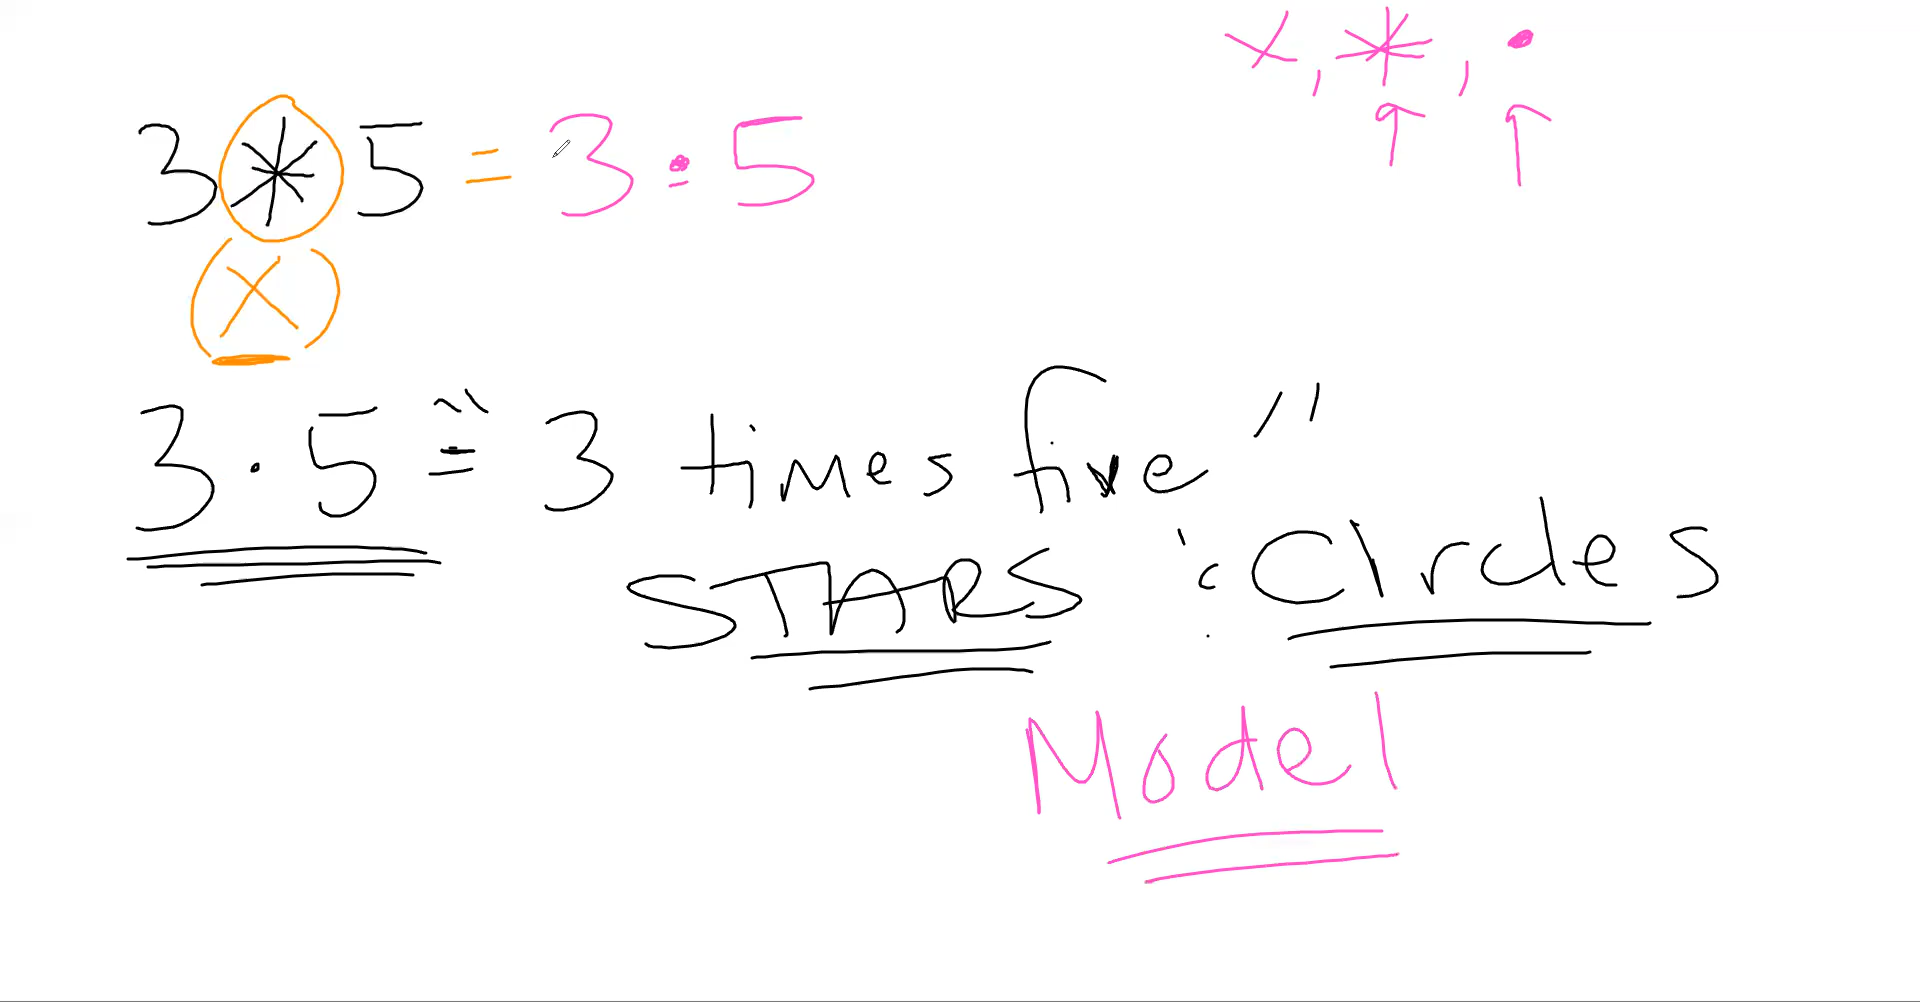 ×, *, •
3 * 5 = 3 • 5
(×)
3 · 5 = "3 times five"
STARS : Circles
Model